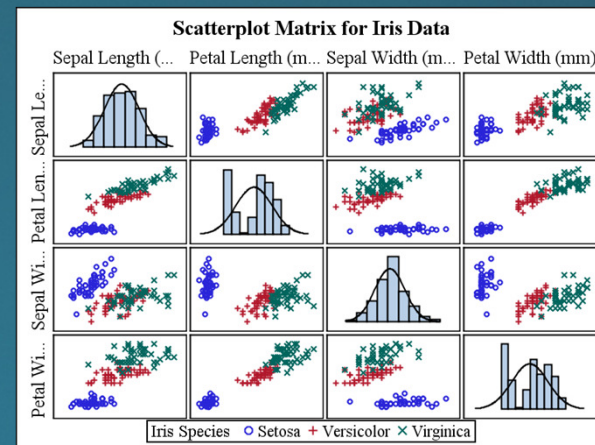 Scatterplot Matrix for Iris Data
Sepal Length (... Petal Length (m... Sepal Width (m... Petal Width (mm)
Sepal Le...
Petal Len...
Sepal Wi...
Petal Wi...
Iris Species Setosa Versicolor Virginica